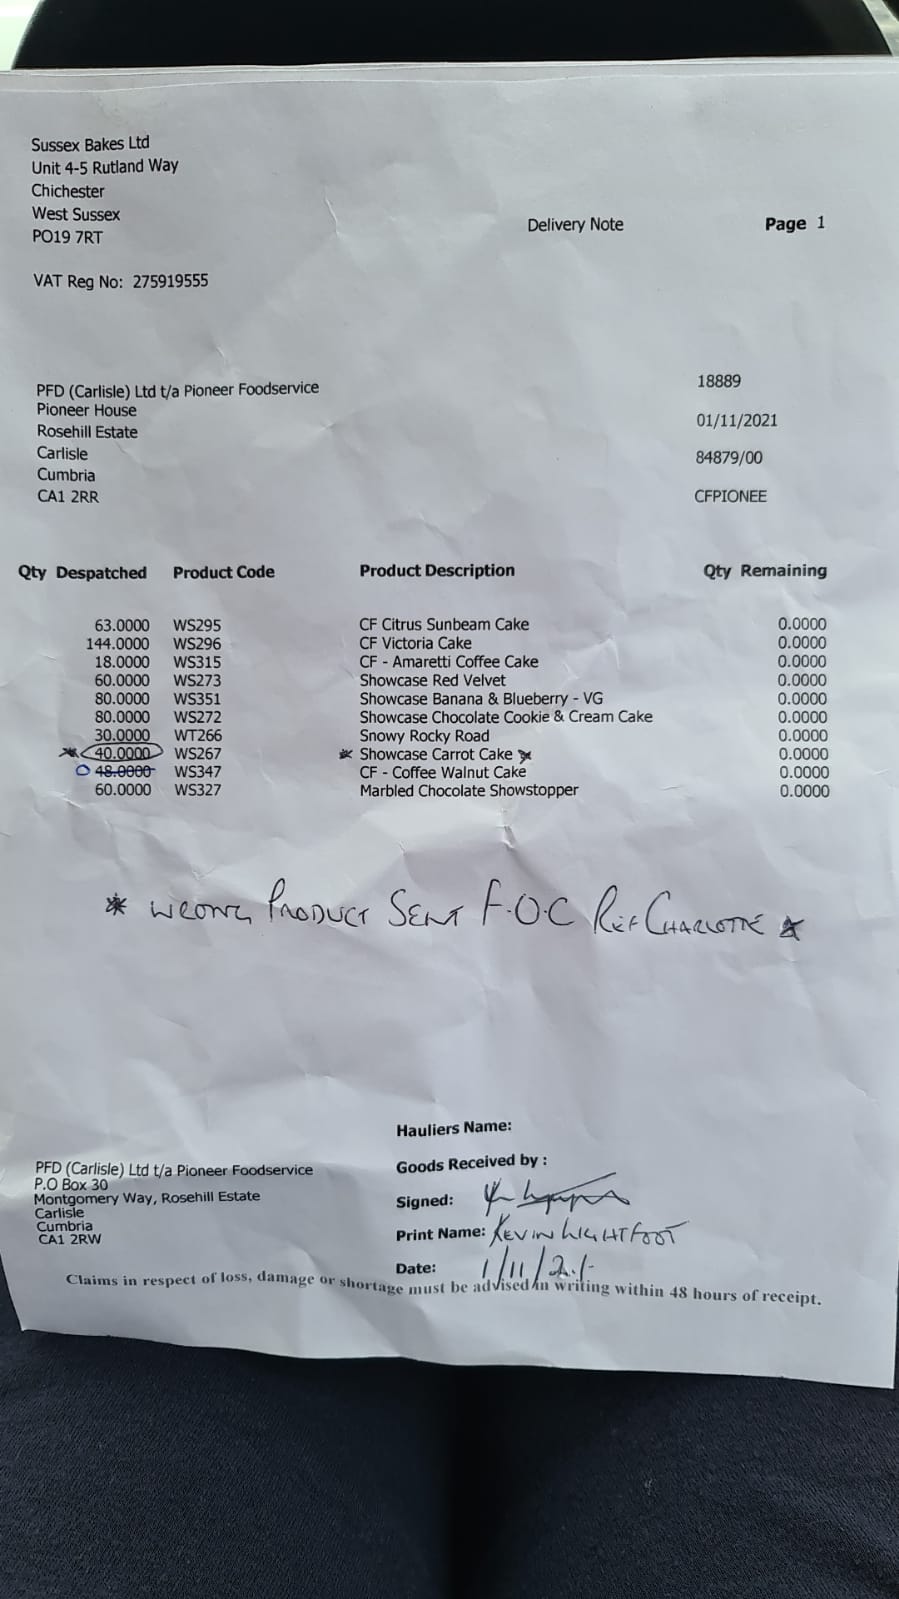 Sussex Bakes Ltd
Unit 4-5 Rutland Way
Chichester
West Sussex
PO19 7RT
Delivery Note Page 1
VAT Reg No: 275919555
PFD (Carlisle) Ltd t/a Pioneer Foodservice 18889
Pioneer House
Rosehill Estate 01/11/2021
Carlisle 84879/00
Cumbria
CA1 2RR CFPIONEE
Qty Despatched Product Code Product Description Qty Remaining
63.0000 WS295 CF Citrus Sunbeam Cake 0.0000
144.0000 WS296 CF Victoria Cake 0.0000
18.0000 WS315 CF - Amaretti Coffee Cake 0.0000
60.0000 WS273 Showcase Red Velvet 0.0000
80.0000 WS351 Showcase Banana & Blueberry - VG 0.0000
80.0000 WS272 Showcase Chocolate Cookie & Cream Cake 0.0000
30.0000 WT266 Snowy Rocky Road 0.0000
* 40.0000 WS267 * Showcase Carrot Cake * 0.0000
0 48.0000 WS347 CF - Coffee Walnut Cake 0.0000
60.0000 WS327 Marbled Chocolate Showstopper 0.0000
* WRONG PRODUCT SENT F.O.C REF CHARLOTTE *
Hauliers Name:
PFD (Carlisle) Ltd t/a Pioneer Foodservice Goods Received by :
P.O Box 30
Montgomery Way, Rosehill Estate Signed:
Carlisle
Cumbria Print Name: KEVIN LIGHTFOOT
CA1 2RW
Date: 1/11/21
Claims in respect of loss, damage or shortage must be advised in writing within 48 hours of receipt.